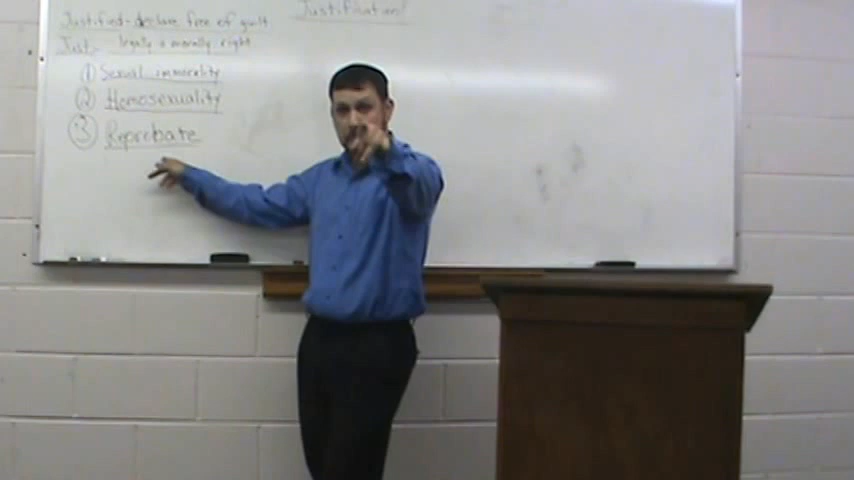 Justification!
Justified - declare free of guilt
Just - legally & morally right
① Sexual immorality
② Homosexuality
③ Reprobate